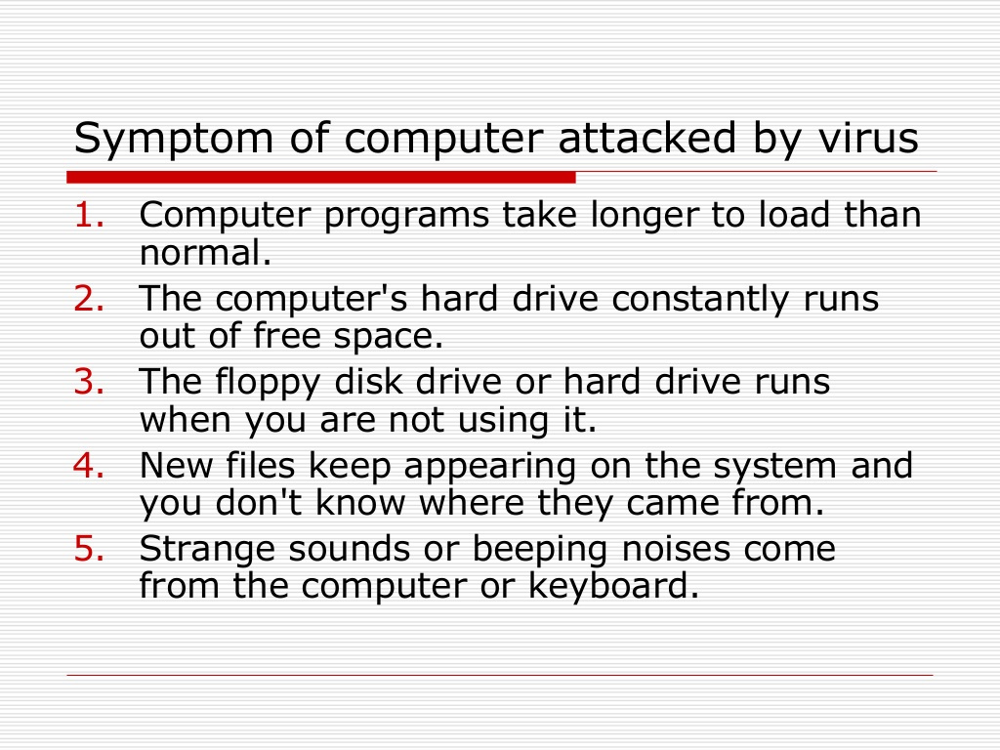 Symptom of computer attacked by virus
1. Computer programs take longer to load than
normal.
2. The computer's hard drive constantly runs
out of free space.
3. The floppy disk drive or hard drive runs
when you are not using it.
4. New files keep appearing on the system and
you don't know where they came from.
5. Strange sounds or beeping noises come
from the computer or keyboard.